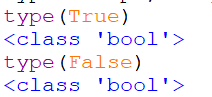 type(True)
<class 'bool'>
type(False)
<class 'bool'>